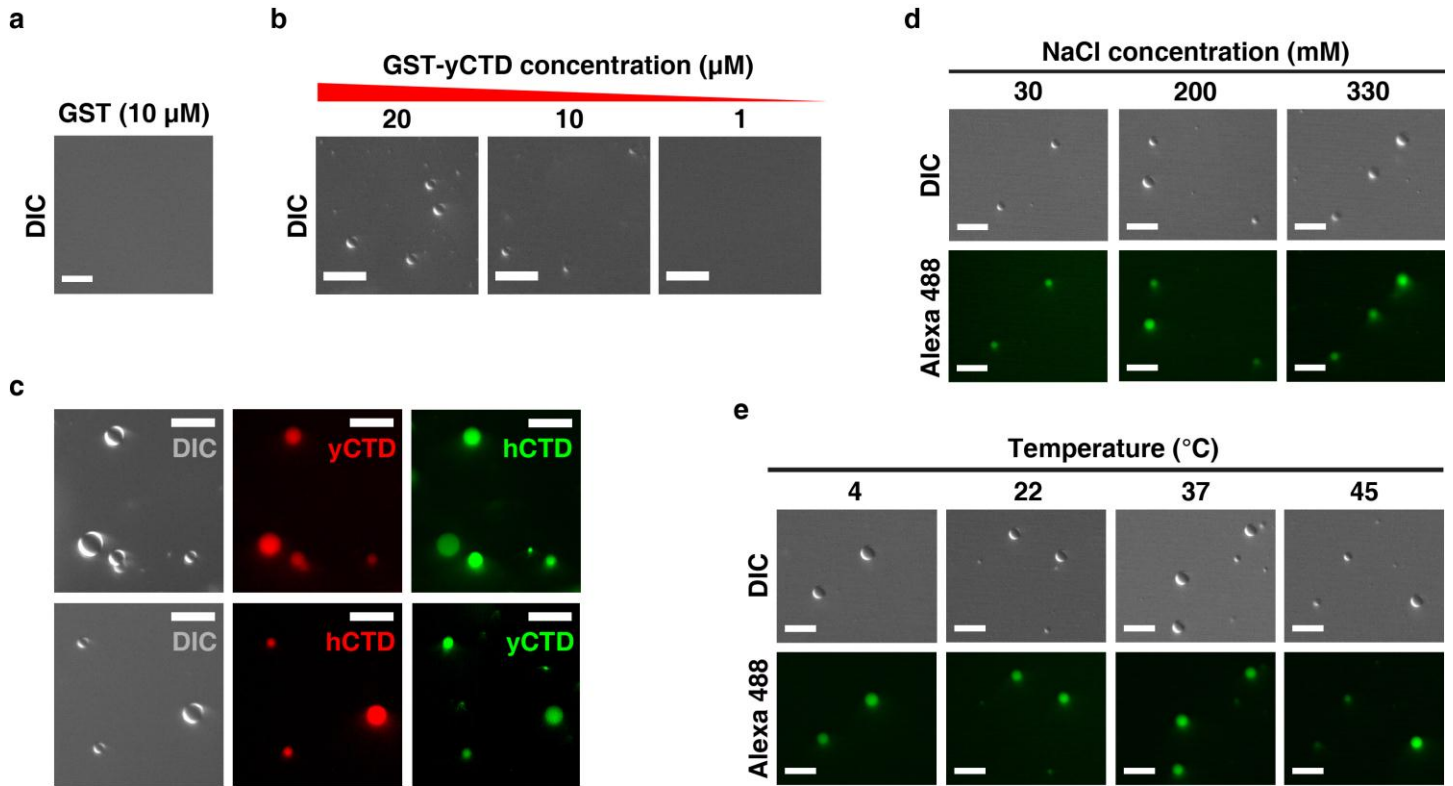 a
GST (10 µM)
DIC
b
GST-yCTD concentration (µM)
20 10 1
DIC
c
DIC yCTD hCTD
DIC hCTD yCTD
d
NaCl concentration (mM)
30 200 330
DIC
Alexa 488
e
Temperature (°C)
4 22 37 45
DIC
Alexa 488